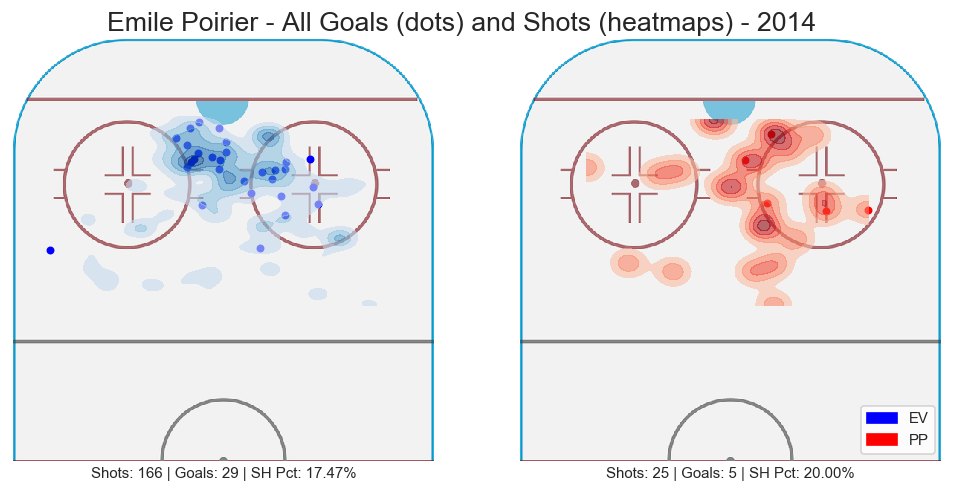 Emile Poirier - All Goals (dots) and Shots (heatmaps) - 2014
EV
PP
Shots: 166 | Goals: 29 | SH Pct: 17.47%
Shots: 25 | Goals: 5 | SH Pct: 20.00%